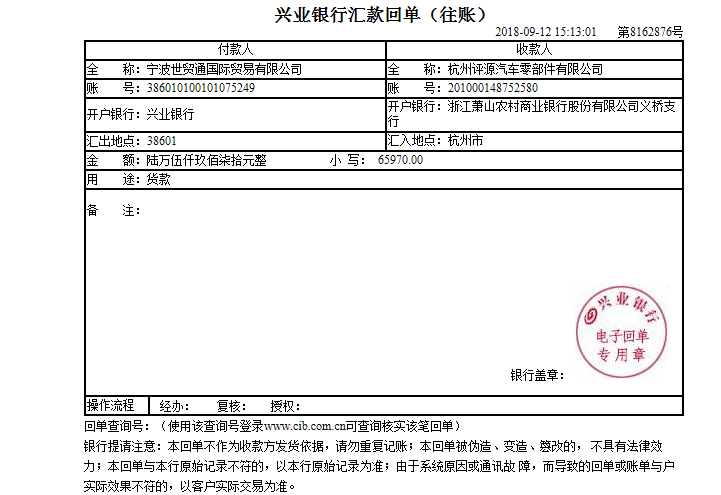 兴业银行汇款回单（往账）
2018-09-12 15:13:01 第8162876号
付款人 收款人
全 称：宁波世贸通国际贸易有限公司 全 称：杭州评源汽车零部件有限公司
账 号：386010100101075249 账 号：201000148752580
开户银行：兴业银行 开户银行：浙江萧山农村商业银行股份有限公司义桥支
行
汇出地点：38601 汇入地点：杭州市
金 额：陆万伍仟玖佰柒拾元整 小 写： 65970.00
用 途：货款
备 注：
兴业银行
电子回单
专用章
银行盖章：
操作流程 经办： 复核： 授权：
回单查询号：（使用该查询号登录www.cib.com.cn可查询核实该笔回单）
银行提请注意：本回单不作为收款方发货依据，请勿重复记账；本回单被伪造、变造、篡改的，不具有法律效
力；本回单与本行原始记录不符的，以本行原始记录为准；由于系统原因或通讯故 障，而导致的回单或账单与户
实际效果不符的，以客户实际交易为准。